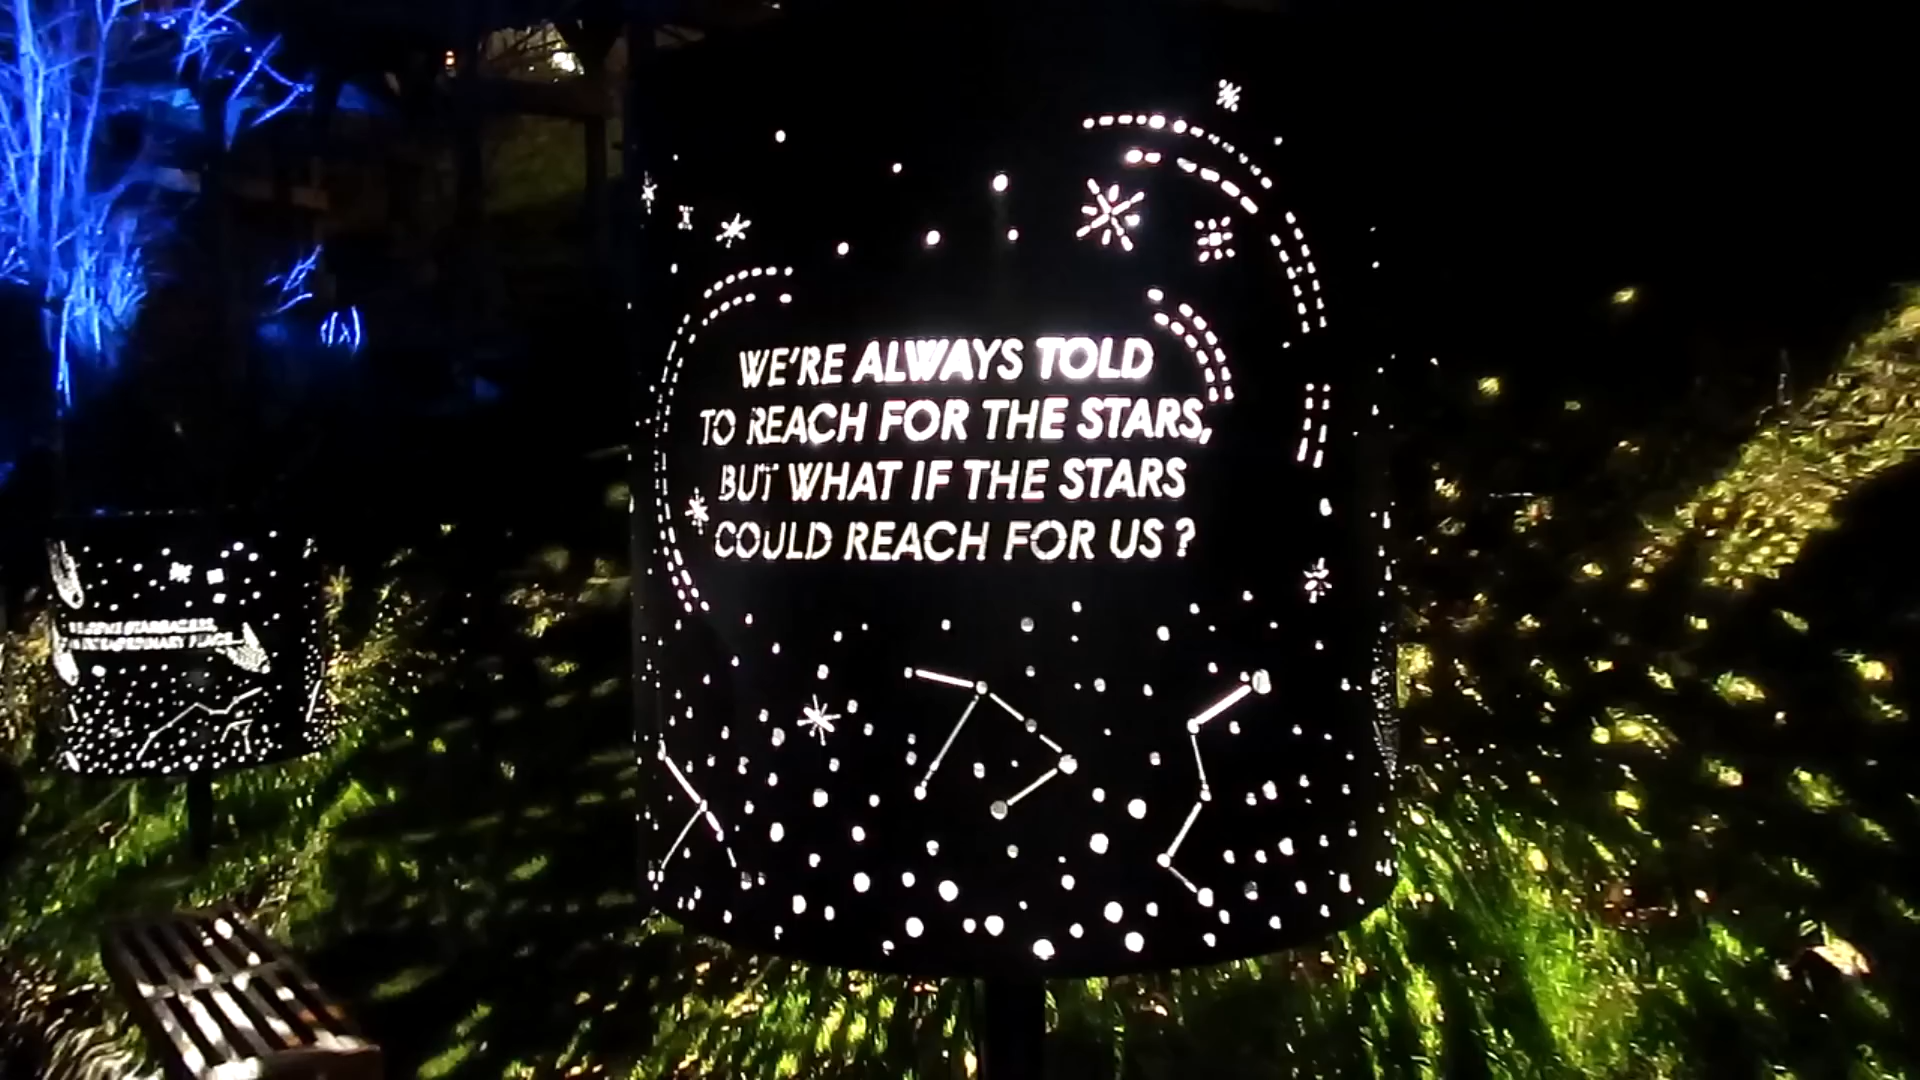 WE'RE ALWAYS TOLD
TO REACH FOR THE STARS,
BUT WHAT IF THE STARS
COULD REACH FOR US ?